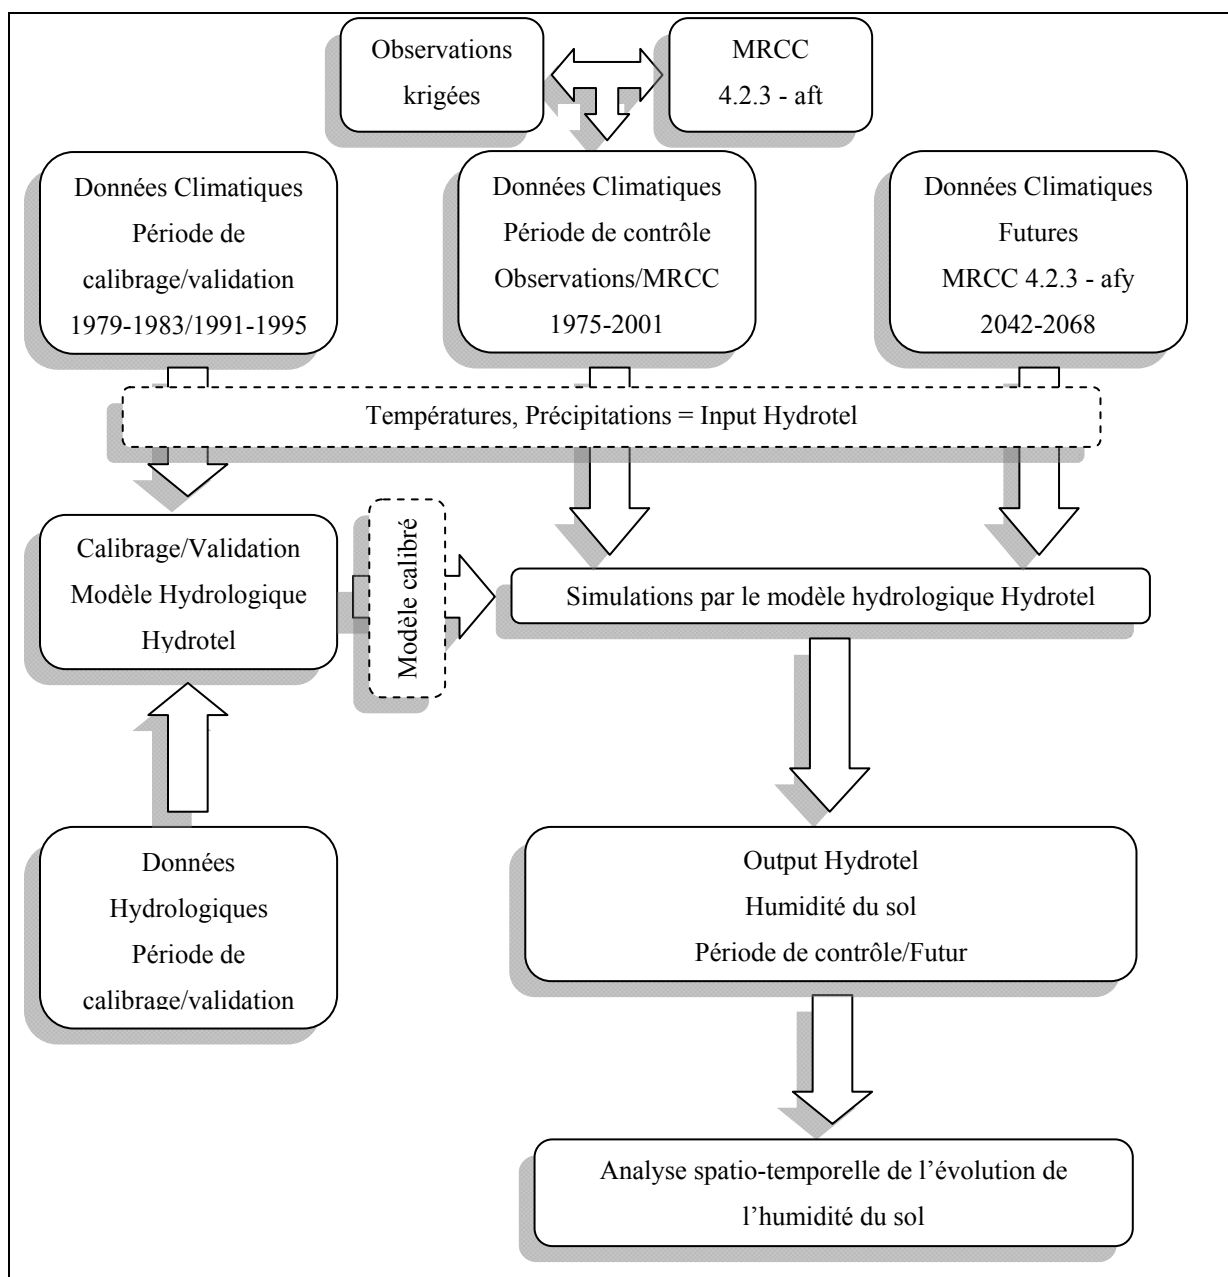 Observations
krigées
MRCC
4.2.3 - aft
Données Climatiques
Période de
calibrage/validation
1979-1983/1991-1995
Données Climatiques
Période de contrôle
Observations/MRCC
1975-2001
Données Climatiques
Futures
MRCC 4.2.3 - afy
2042-2068
Températures, Précipitations = Input Hydrotel
Calibrage/Validation
Modèle Hydrologique
Hydrotel
Modèle calibré
Simulations par le modèle hydrologique Hydrotel
Données
Hydrologiques
Période de
calibrage/validation
Output Hydrotel
Humidité du sol
Période de contrôle/Futur
Analyse spatio-temporelle de l’évolution de
l’humidité du sol